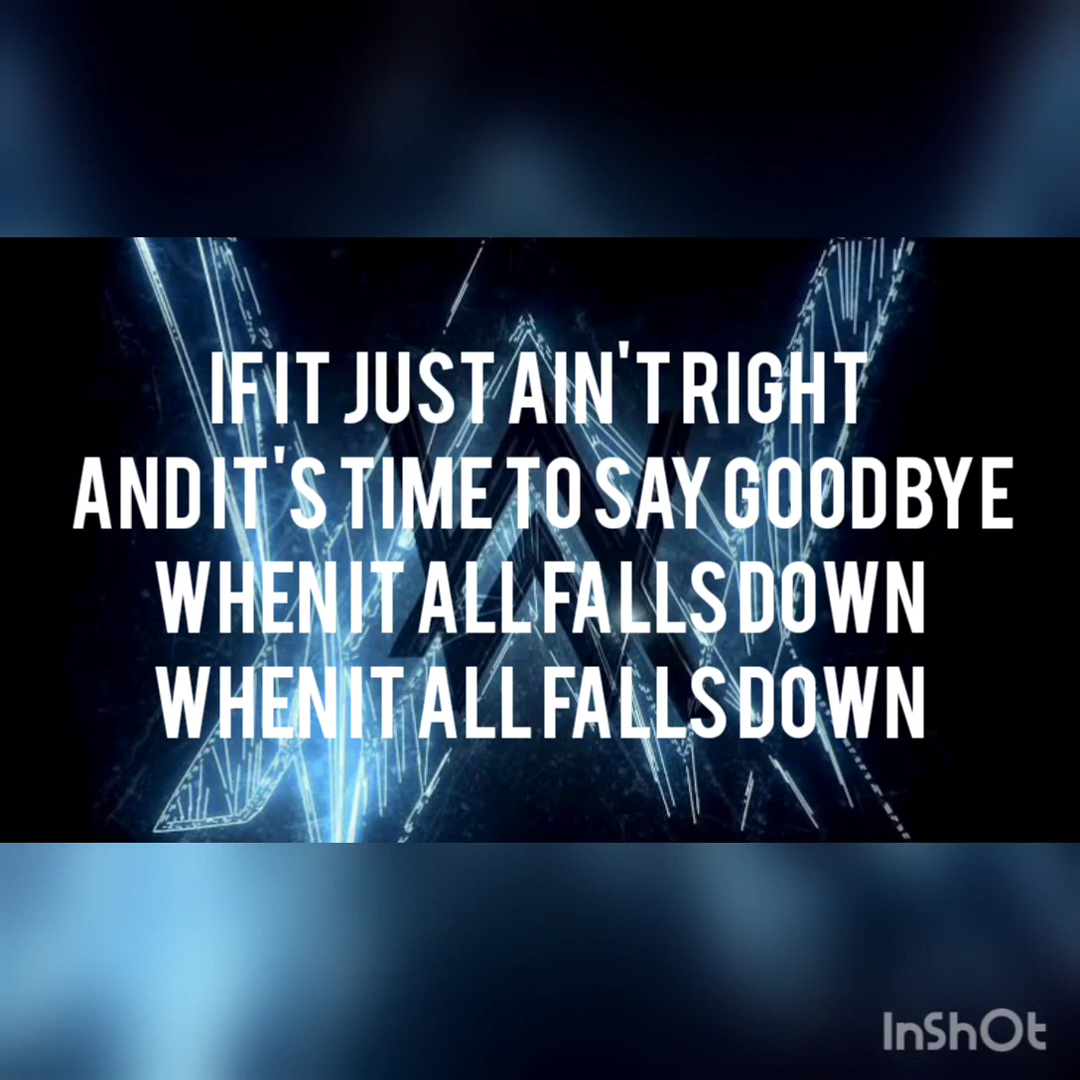 IF IT JUST AIN'T RIGHT
AND IT'S TIME TO SAY GOODBYE
WHEN IT ALL FALLS DOWN
WHEN IT ALL FALLS DOWN
InShOt